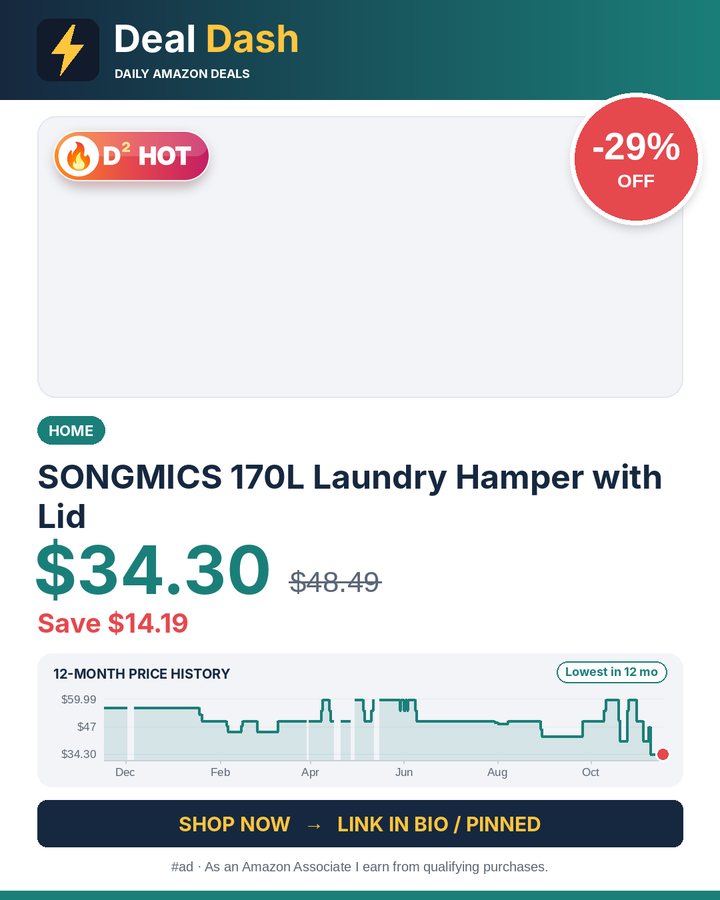 Deal Dash
DAILY AMAZON DEALS
D² HOT
-29%
OFF
HOME
SONGMICS 170L Laundry Hamper with
Lid
$34.30 $48.49
Save $14.19
12-MONTH PRICE HISTORY
Lowest in 12 mo
$59.99
$47
$34.30
Dec Feb Apr Jun Aug Oct
SHOP NOW → LINK IN BIO / PINNED
#ad · As an Amazon Associate I earn from qualifying purchases.